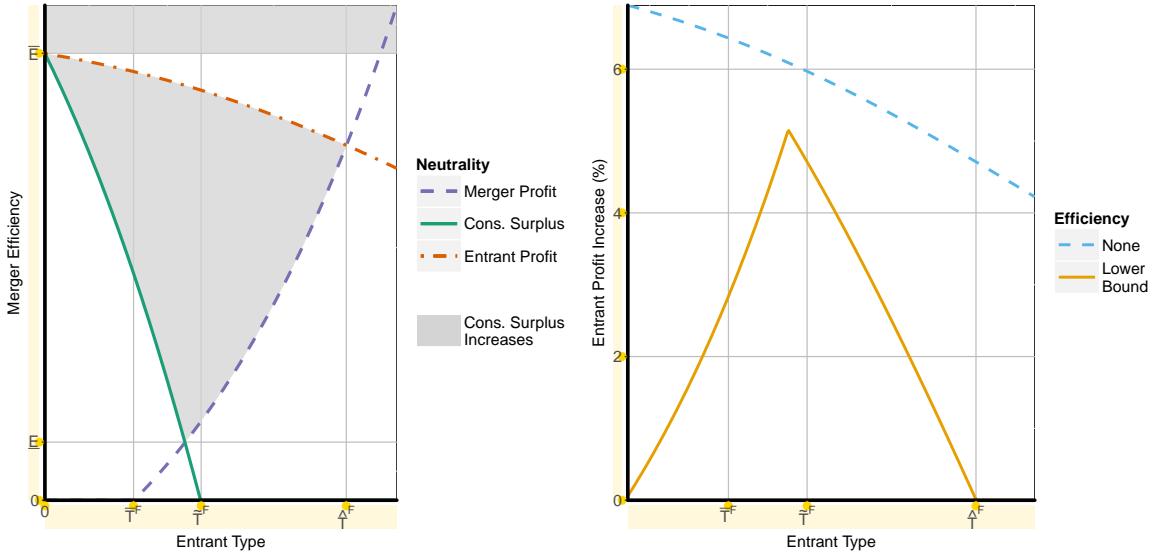 E̅
E̲
0
0
T̅ᶠ
T̃ᶠ
T̂ᶠ
Merger Efficiency
Entrant Type
Neutrality
Merger Profit
Cons. Surplus
Entrant Profit
Cons. Surplus
Increases
6
4
2
0
T̅ᶠ
T̃ᶠ
T̂ᶠ
Entrant Profit Increase (%)
Entrant Type
Efficiency
None
Lower
Bound